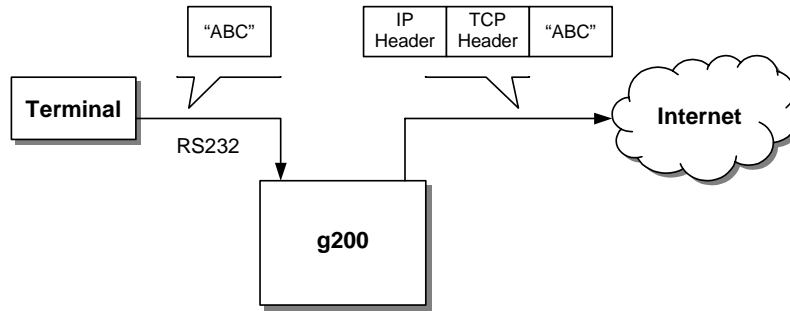 “ABC”
IP Header
TCP Header
“ABC”
Terminal
RS232
Internet
g200